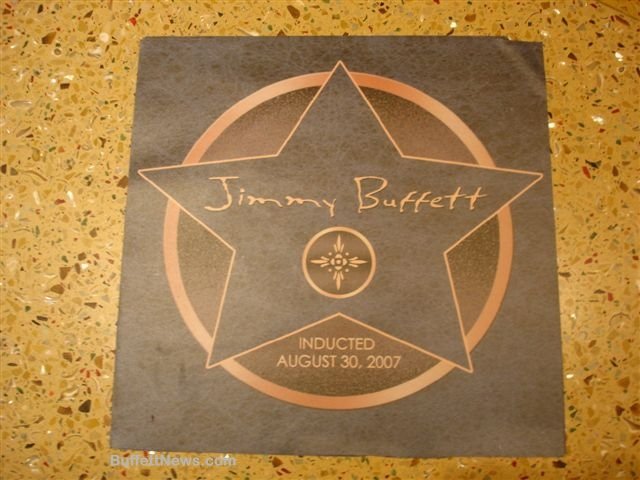 Jimmy Buffett
INDUCTED
AUGUST 30, 2007
BuffettNews.com